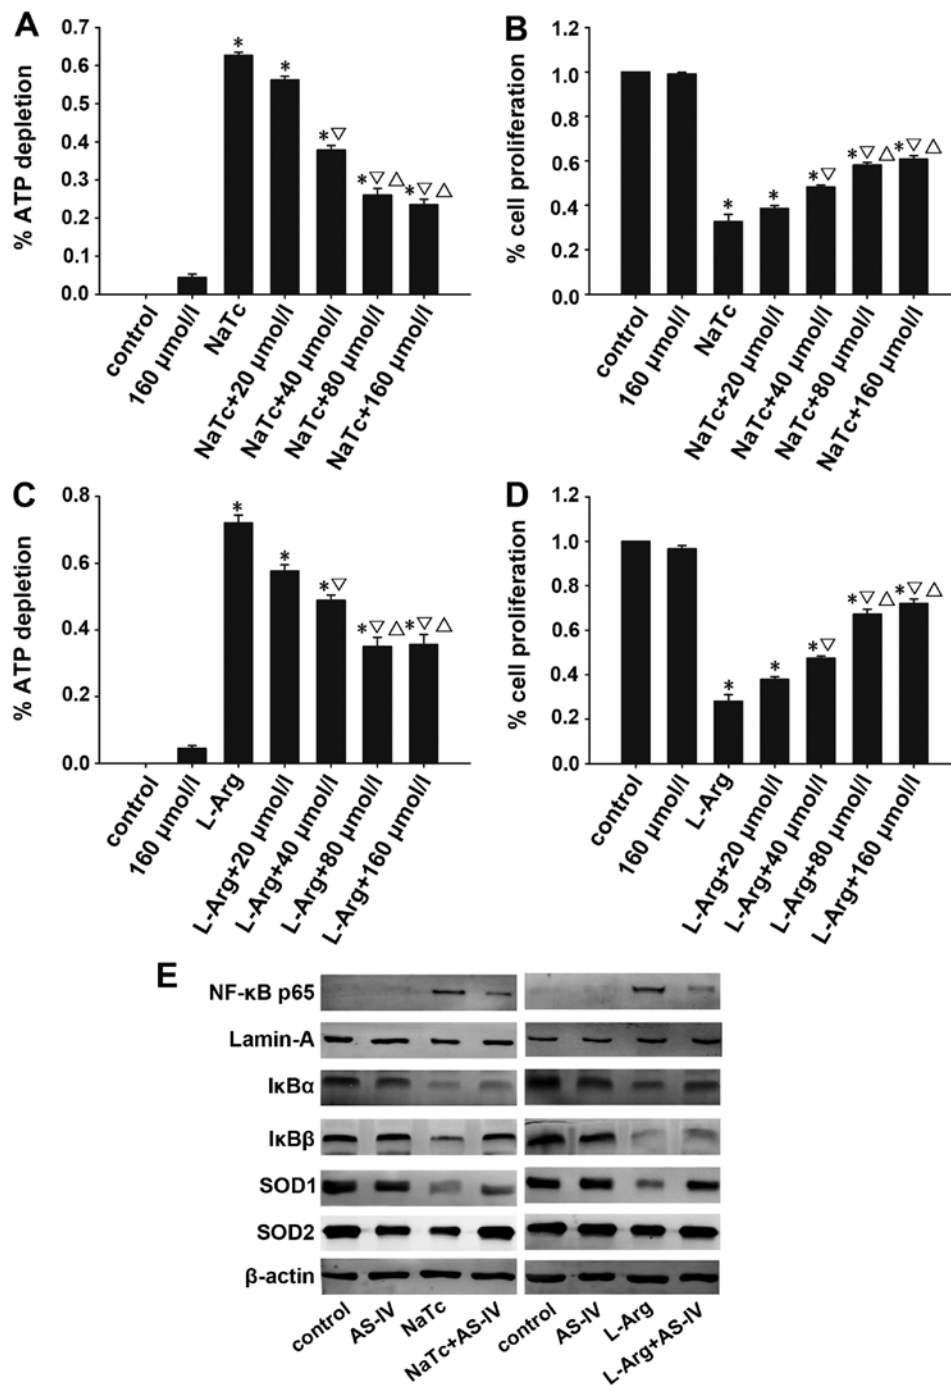 A
% ATP depletion
0.7
0.6
0.5
0.4
0.3
0.2
0.1
0.0
*
*
*▽
*▽△
*▽△
control
160 µmol/l
NaTc
NaTc+20 µmol/l
NaTc+40 µmol/l
NaTc+80 µmol/l
NaTc+160 µmol/l
B
% cell proliferation
1.2
1.0
0.8
0.6
0.4
0.2
0.0
*
*
*▽
*▽△
*▽△
control
160 µmol/l
NaTc
NaTc+20 µmol/l
NaTc+40 µmol/l
NaTc+80 µmol/l
NaTc+160 µmol/l
C
% ATP depletion
0.8
0.6
0.4
0.2
0.0
*
*
*▽
*▽△
*▽△
control
160 µmol/l
L-Arg
L-Arg+20 µmol/l
L-Arg+40 µmol/l
L-Arg+80 µmol/l
L-Arg+160 µmol/l
D
% cell proliferation
1.2
1.0
0.8
0.6
0.4
0.2
0.0
*
*
*▽
*▽△
*▽△
control
160 µmol/l
L-Arg
L-Arg+20 µmol/l
L-Arg+40 µmol/l
L-Arg+80 µmol/l
L-Arg+160 µmol/l
E
NF-κB p65
Lamin-A
IκBα
IκBβ
SOD1
SOD2
β-actin
control
AS-IV
NaTc
NaTc+AS-IV
control
AS-IV
L-Arg
L-Arg+AS-IV